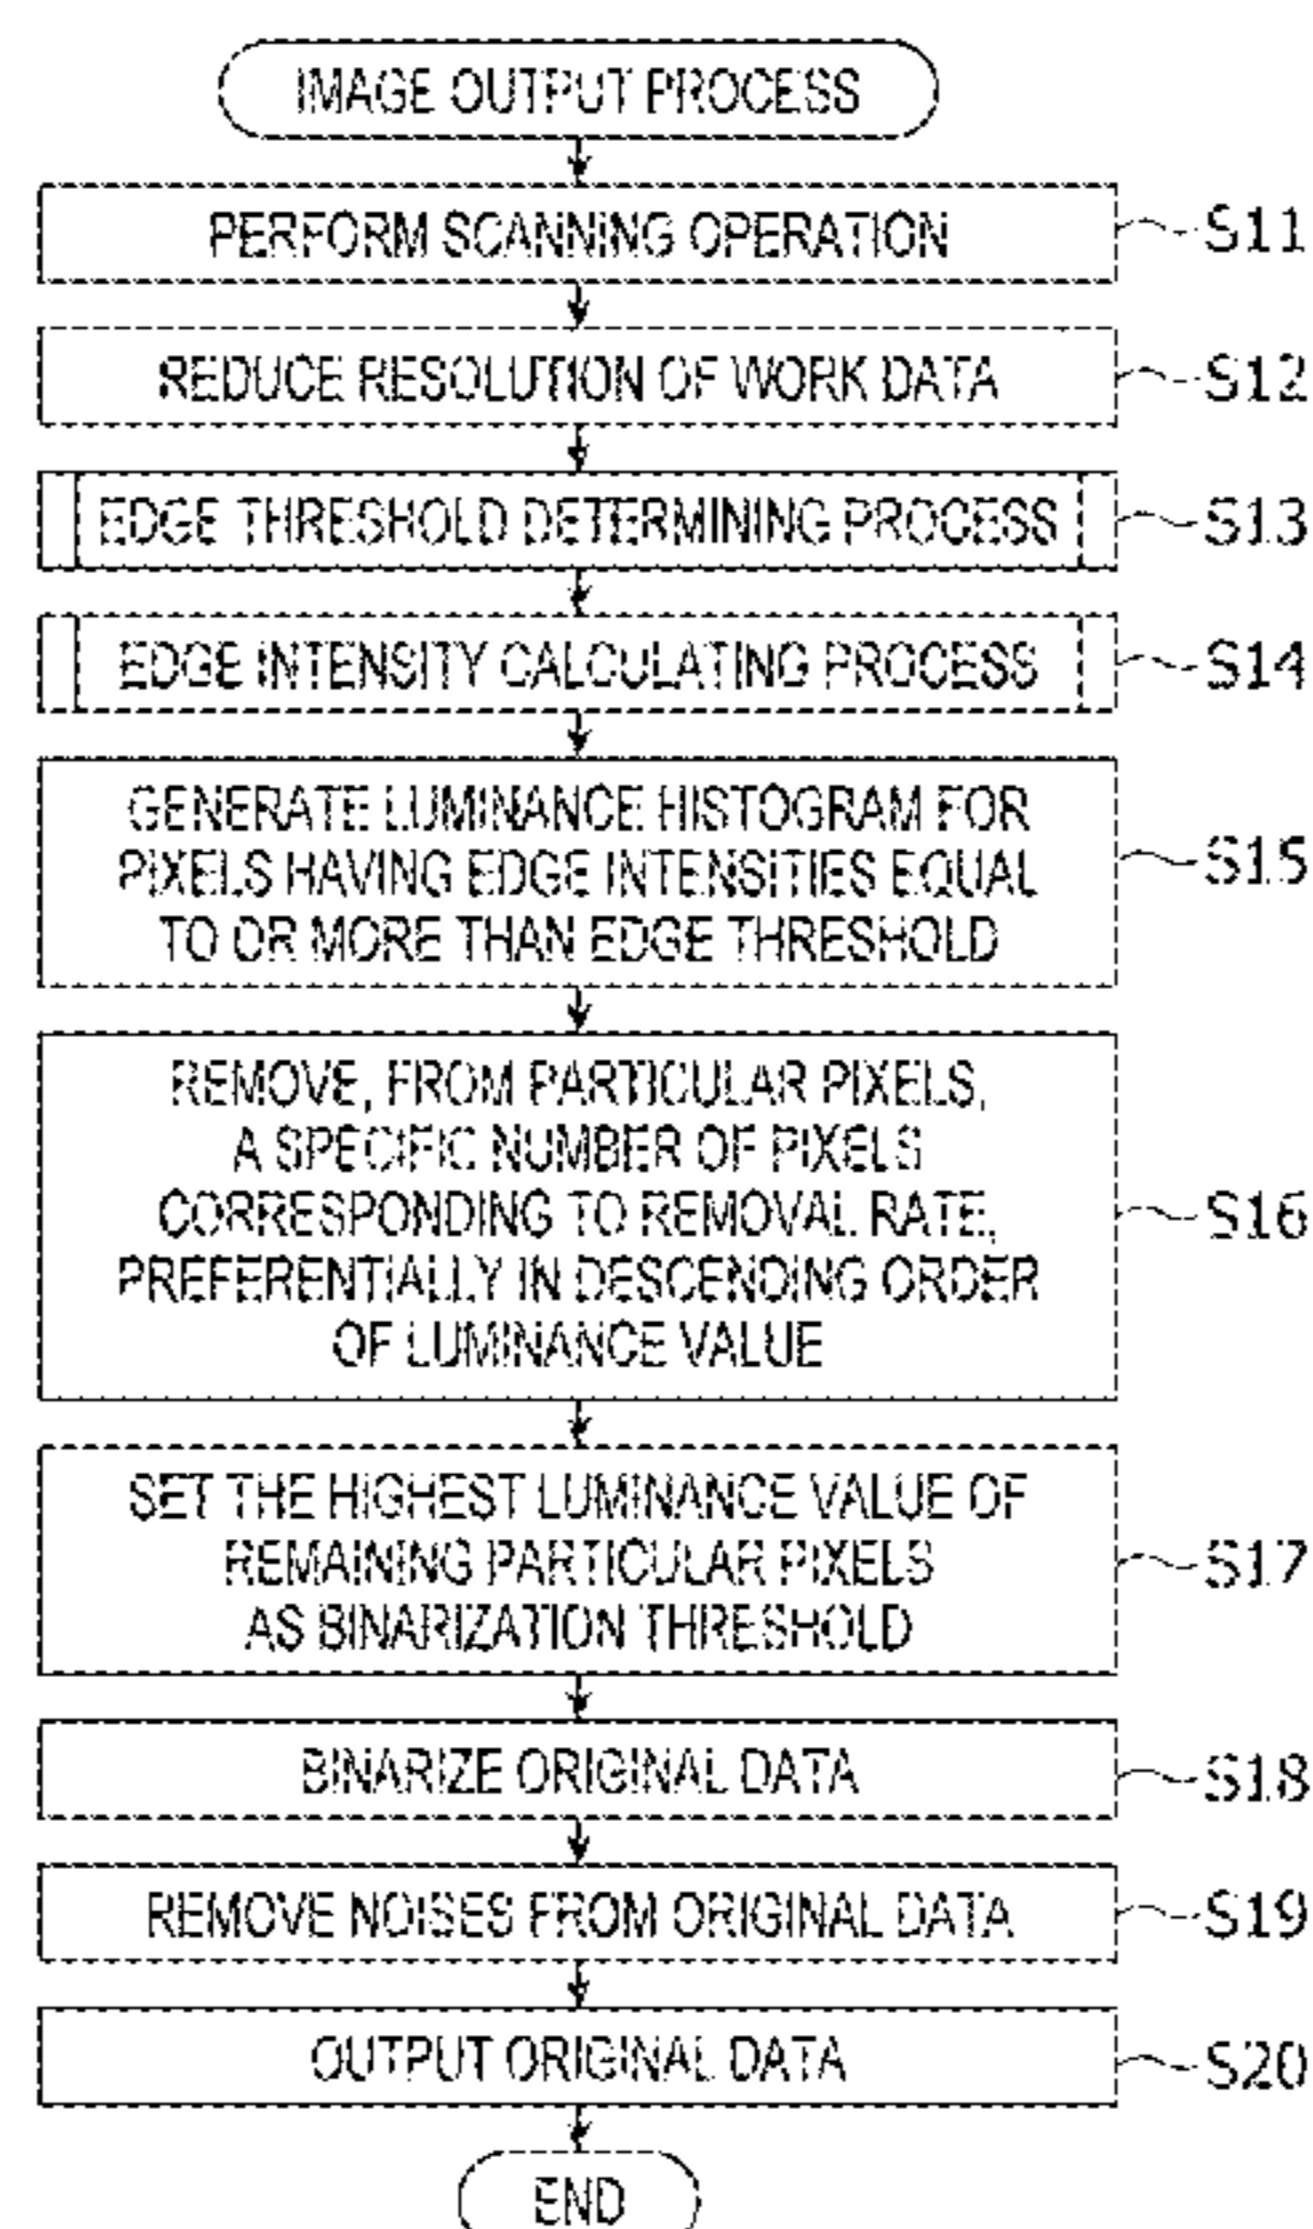 IMAGE OUTPUT PROCESS
PERFORM SCANNING OPERATION
S11
REDUCE RESOLUTION OF WORK DATA
S12
EDGE THRESHOLD DETERMINING PROCESS
S13
EDGE INTENSITY CALCULATING PROCESS
S14
GENERATE LUMINANCE HISTOGRAM FOR
PIXELS HAVING EDGE INTENSITIES EQUAL
TO OR MORE THAN EDGE THRESHOLD
S15
REMOVE, FROM PARTICULAR PIXELS,
A SPECIFIC NUMBER OF PIXELS
CORRESPONDING TO REMOVAL RATE,
PREFERENTIALLY IN DESCENDING ORDER
OF LUMINANCE VALUE
S16
SET THE HIGHEST LUMINANCE VALUE OF
REMAINING PARTICULAR PIXELS
AS BINARIZATION THRESHOLD
S17
BINARIZE ORIGINAL DATA
S18
REMOVE NOISES FROM ORIGINAL DATA
S19
OUTPUT ORIGINAL DATA
S20
END